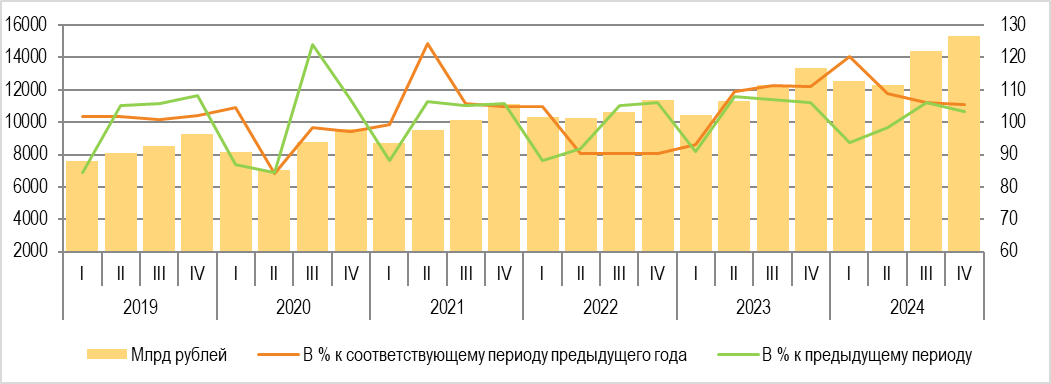 16000 130
14000 120
12000 110
10000 100
8000 90
6000 80
4000 70
2000 60
I II III IV I II III IV I II III IV I II III IV I II III IV I II III IV
2019 2020 2021 2022 2023 2024
Млрд рублей В % к соответствующему периоду предыдущего года В % к предыдущему периоду